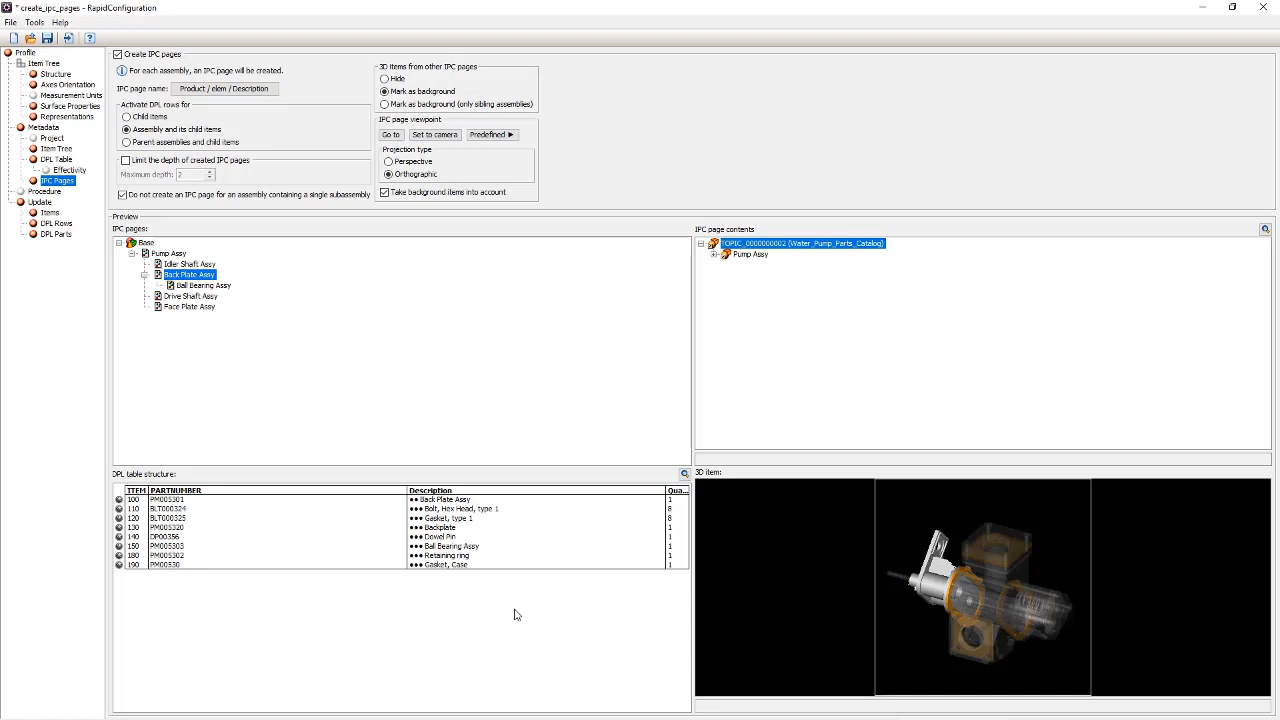 * create_ipc_pages - RapidConfiguration
File Tools Help
Profile
Item Tree
Structure
Axes Orientation
Measurement Units
Surface Properties
Representations
Metadata
Project
Item Tree
DPL Table
Effectivity
IPC Pages
Procedure
Update
Items
DPL Rows
DPL Parts
Create IPC pages
For each assembly, an IPC page will be created.
IPC page name: Product / elem / Description
Activate DPL rows for
Child items
Assembly and its child items
Parent assemblies and child items
Limit the depth of created IPC pages
Maximum depth: 2
Do not create an IPC page for an assembly containing a single subassembly
3D items from other IPC pages
Hide
Mark as background
Mark as background (only sibling assemblies)
IPC page viewpoint
Go to Set to camera Predefined ▶
Projection type
Perspective
Orthographic
Take background items into account
Preview
IPC pages:
Base
Pump Assy
Idler Shaft Assy
Back Plate Assy
Ball Bearing Assy
Drive Shaft Assy
Face Plate Assy
IPC page contents
TOPIC_0000000002 (Water_Pump_Parts_Catalog)
Pump Assy
DPL table structure:
ITEM PARTNUMBER Description Qua...
100 PM005301 •• Back Plate Assy 1
110 BLT000324 ••• Bolt, Hex Head, type 1 8
120 BLT000325 ••• Gasket, type 1 8
130 PM005320 ••• Backplate 1
140 DP00356 ••• Dowel Pin 1
150 PM005303 ••• Ball Bearing Assy 1
180 PM005302 ••• Retaining ring 1
190 PM00530 ••• Gasket, Case 1
3D item: